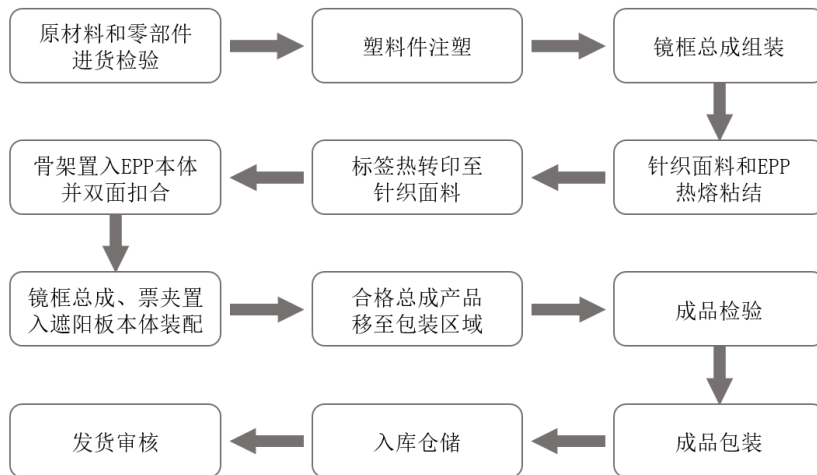 原材料和零部件
进货检验
塑料件注塑
镜框总成组装
针织面料和EPP
热熔粘结
标签热转印至
针织面料
骨架置入EPP本体
并双面扣合
镜框总成、票夹置
入遮阳板本体装配
合格总成产品
移至包装区域
成品检验
成品包装
入库仓储
发货审核